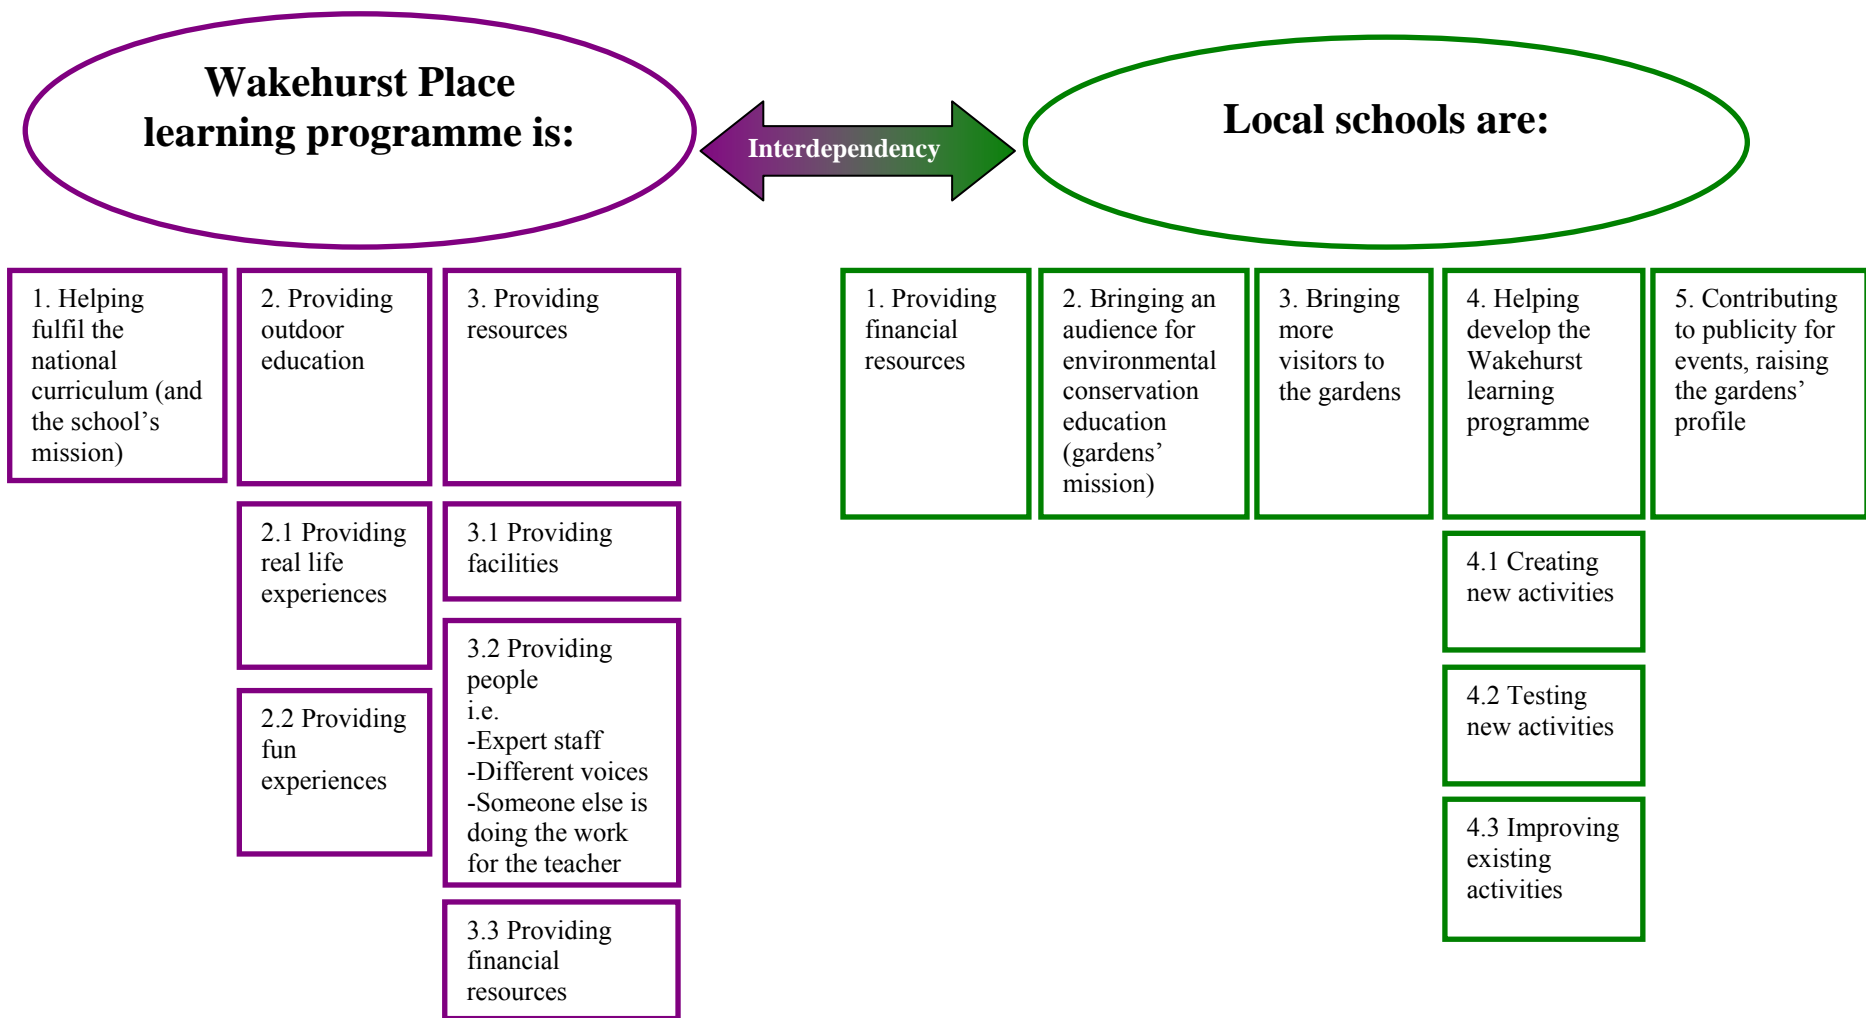 Wakehurst Place
learning programme is:
Interdependency
Local schools are:
1. Helping
fulfil the
national
curriculum (and
the school’s
mission)
2. Providing
outdoor
education
3. Providing
resources
2.1 Providing
real life
experiences
2.2 Providing
fun
experiences
3.1 Providing
facilities
3.2 Providing
people
i.e.
-Expert staff
-Different voices
-Someone else is
doing the work
for the teacher
3.3 Providing
financial
resources
1. Providing
financial
resources
2. Bringing an
audience for
environmental
conservation
education
(gardens’
mission)
3. Bringing
more
visitors to
the gardens
4. Helping
develop the
Wakehurst
learning
programme
5. Contributing
to publicity for
events, raising
the gardens’
profile
4.1 Creating
new activities
4.2 Testing
new activities
4.3 Improving
existing
activities